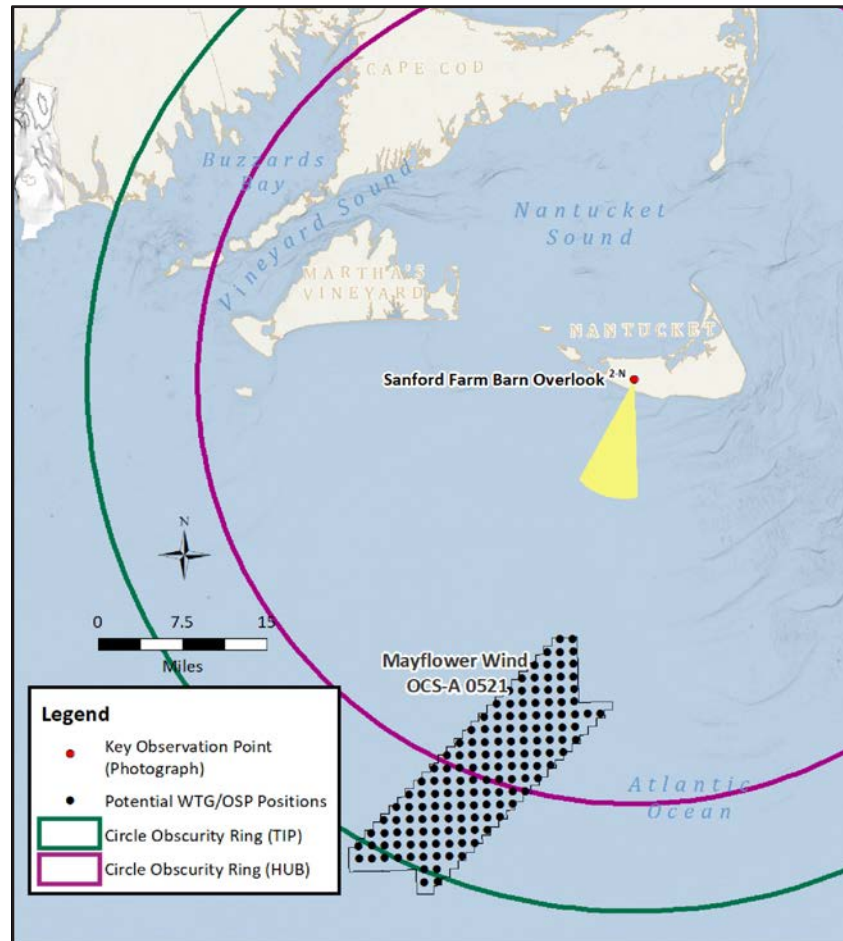 CAPE COD
Buzzards
Bay
Vineyard Sound
Nantucket
Sound
MARTHA'S
VINEYARD
NANTUCKET
Sanford Farm Barn Overlook 2-N
N
0 7.5 15
Miles
Mayflower Wind
OCS-A 0521
Atlantic
Ocean
Legend
Key Observation Point
(Photograph)
Potential WTG/OSP Positions
Circle Obscurity Ring (TIP)
Circle Obscurity Ring (HUB)